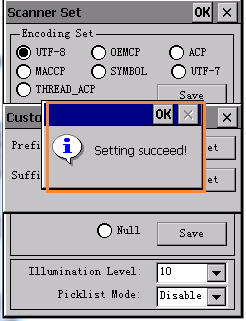 Scanner Set OK
Encoding Set
UTF-8 OEMCP ACP
MACCP SYMBOL UTF-7
THREAD_ACP Save
Custo OK
Prefi et
Setting succeed!
Suffi et
Null Save
Illumination Level: 10
Picklist Mode: Disable